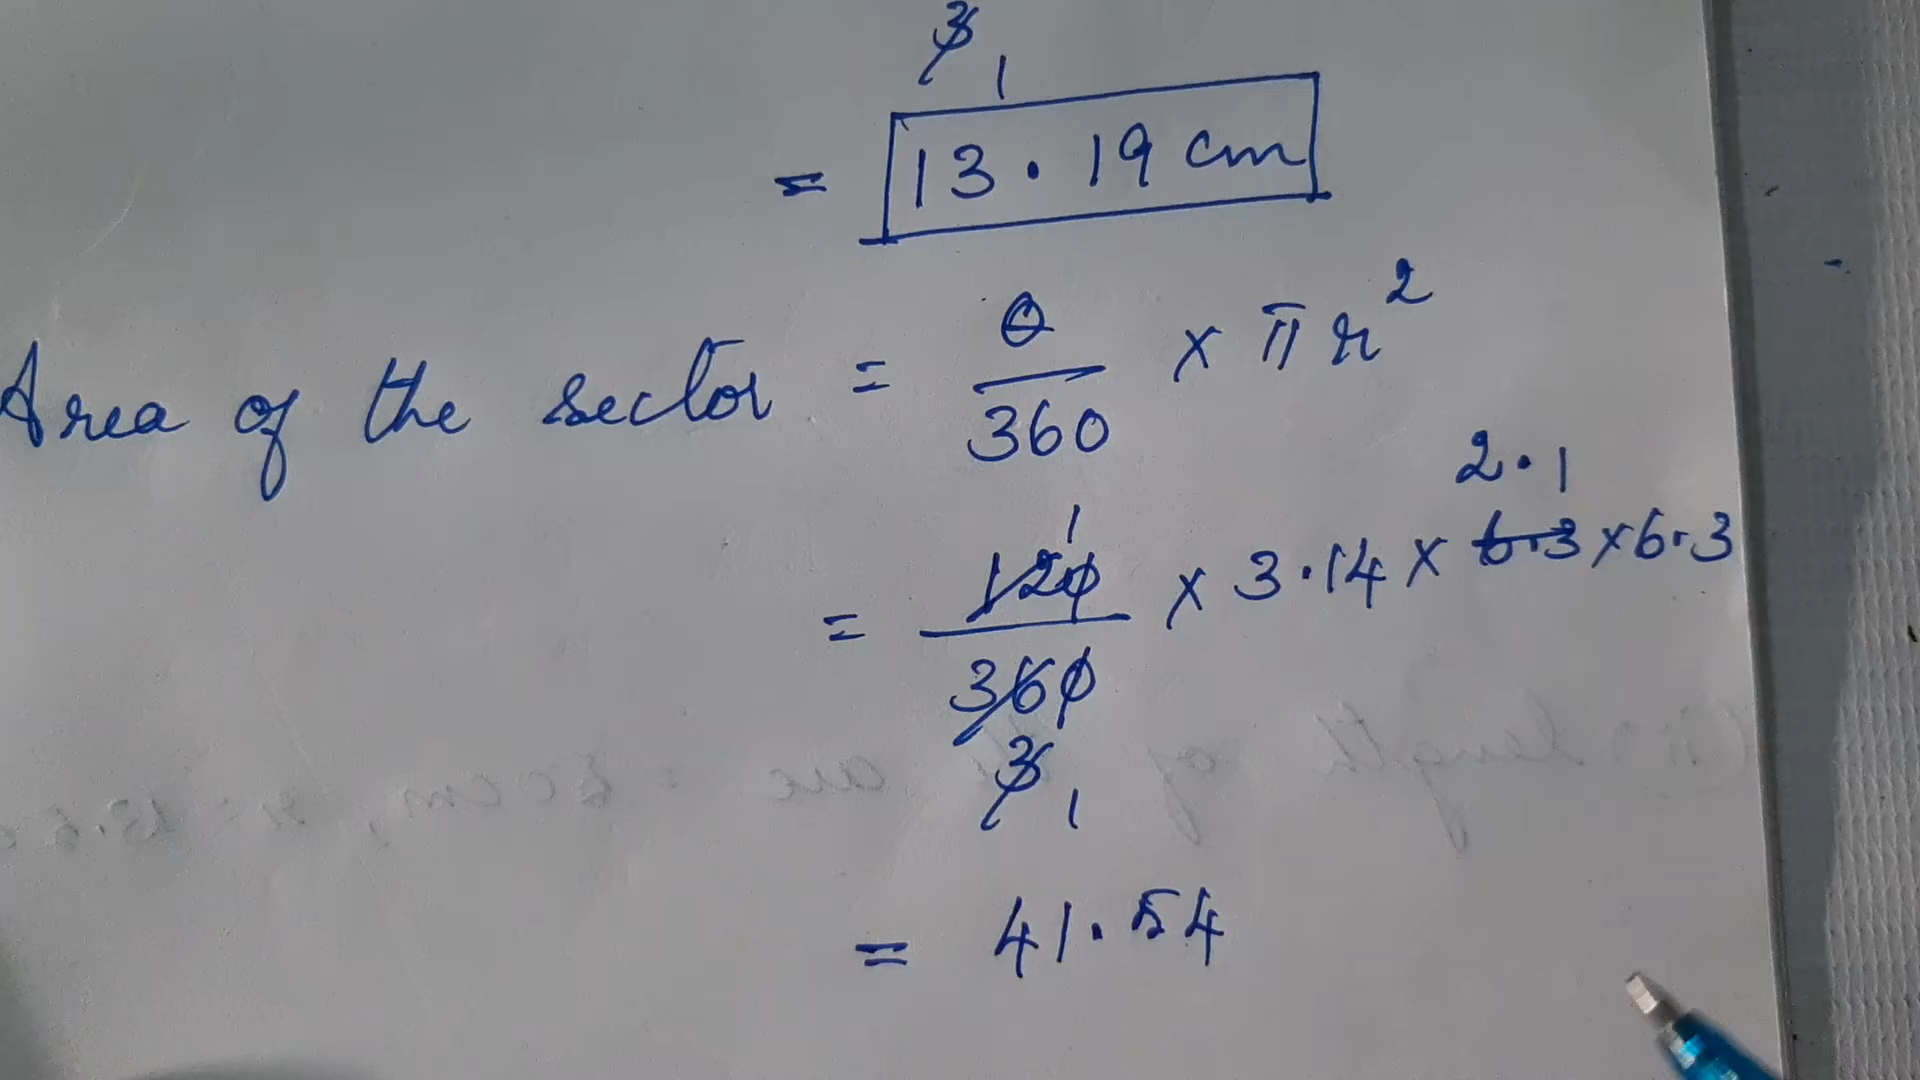 3 1
= 13.19 cm
Area of the sector = θ/360 × πr²
2.1
= 120/360 × 3.14 × 6.3 × 6.3
1
3 1
= 41.54